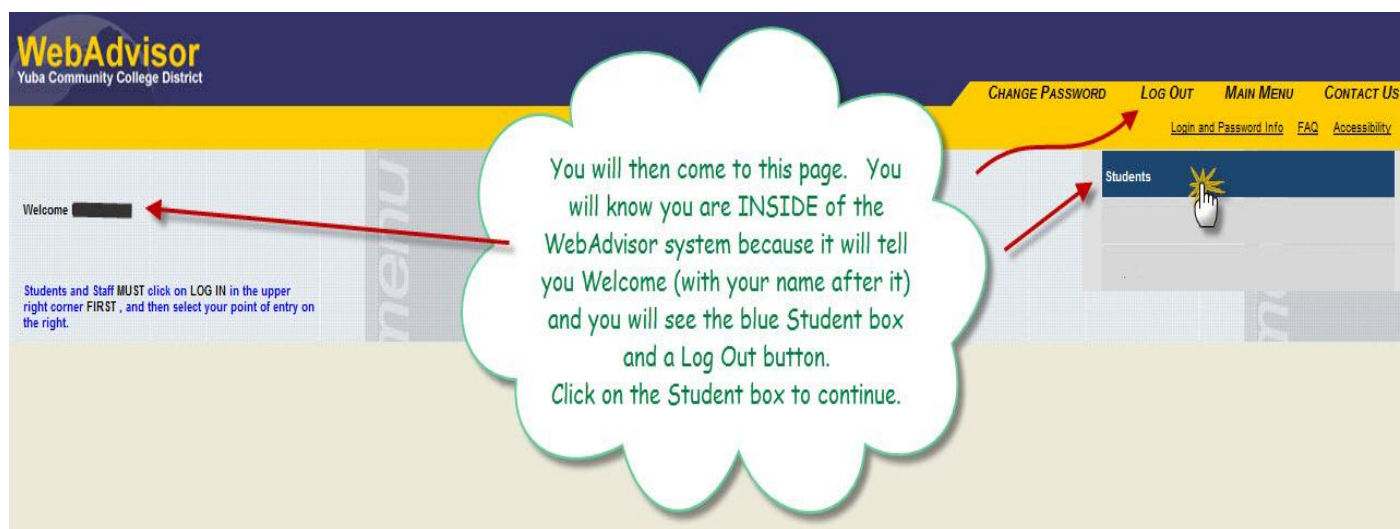 WebAdvisor
Yuba Community College District
CHANGE PASSWORD LOG OUT MAIN MENU CONTACT US
Login and Password Info FAQ Accessibility
menu
Students
Welcome
Students and Staff MUST click on LOG IN in the upper
right corner FIRST , and then select your point of entry on
the right.
You will then come to this page. You
will know you are INSIDE of the
WebAdvisor system because it will tell
you Welcome (with your name after it)
and you will see the blue Student box
and a Log Out button.
Click on the Student box to continue.